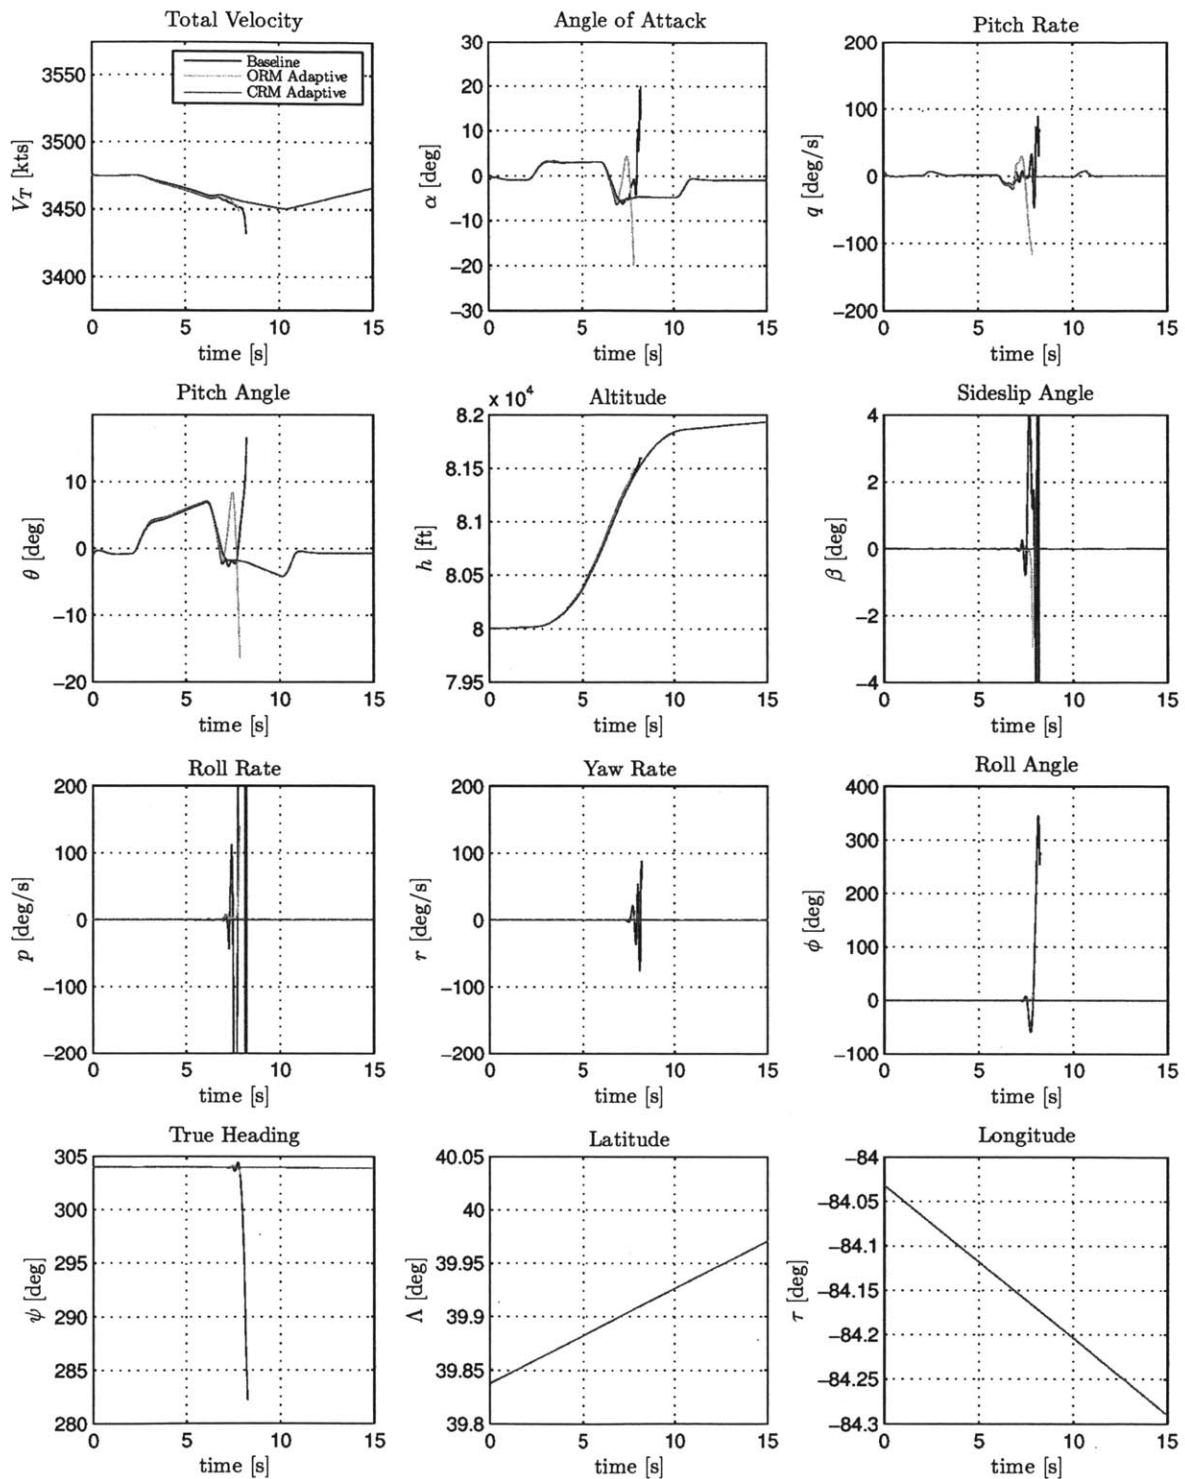 Total Velocity
3550
3500
3450
3400
V_T [kts]
Baseline
ORM Adaptive
CRM Adaptive
0 5 10 15
time [s]
Angle of Attack
30
20
10
0
−10
−20
−30
α [deg]
0 5 10 15
time [s]
Pitch Rate
200
100
0
−100
−200
q [deg/s]
0 5 10 15
time [s]
Pitch Angle
10
0
−10
−20
θ [deg]
0 5 10 15
time [s]
x 10⁴ Altitude
8.2
8.15
8.1
8.05
8
7.95
h [ft]
0 5 10 15
time [s]
Sideslip Angle
4
2
0
−2
−4
β [deg]
0 5 10 15
time [s]
Roll Rate
200
100
0
−100
−200
p [deg/s]
0 5 10 15
time [s]
Yaw Rate
200
100
0
−100
−200
r [deg/s]
0 5 10 15
time [s]
Roll Angle
400
300
200
100
0
−100
ϕ [deg]
0 5 10 15
time [s]
True Heading
305
300
295
290
285
280
ψ [deg]
0 5 10 15
time [s]
Latitude
40.05
40
39.95
39.9
39.85
39.8
Λ [deg]
0 5 10 15
time [s]
Longitude
−84
−84.05
−84.1
−84.15
−84.2
−84.25
−84.3
τ [deg]
0 5 10 15
time [s]